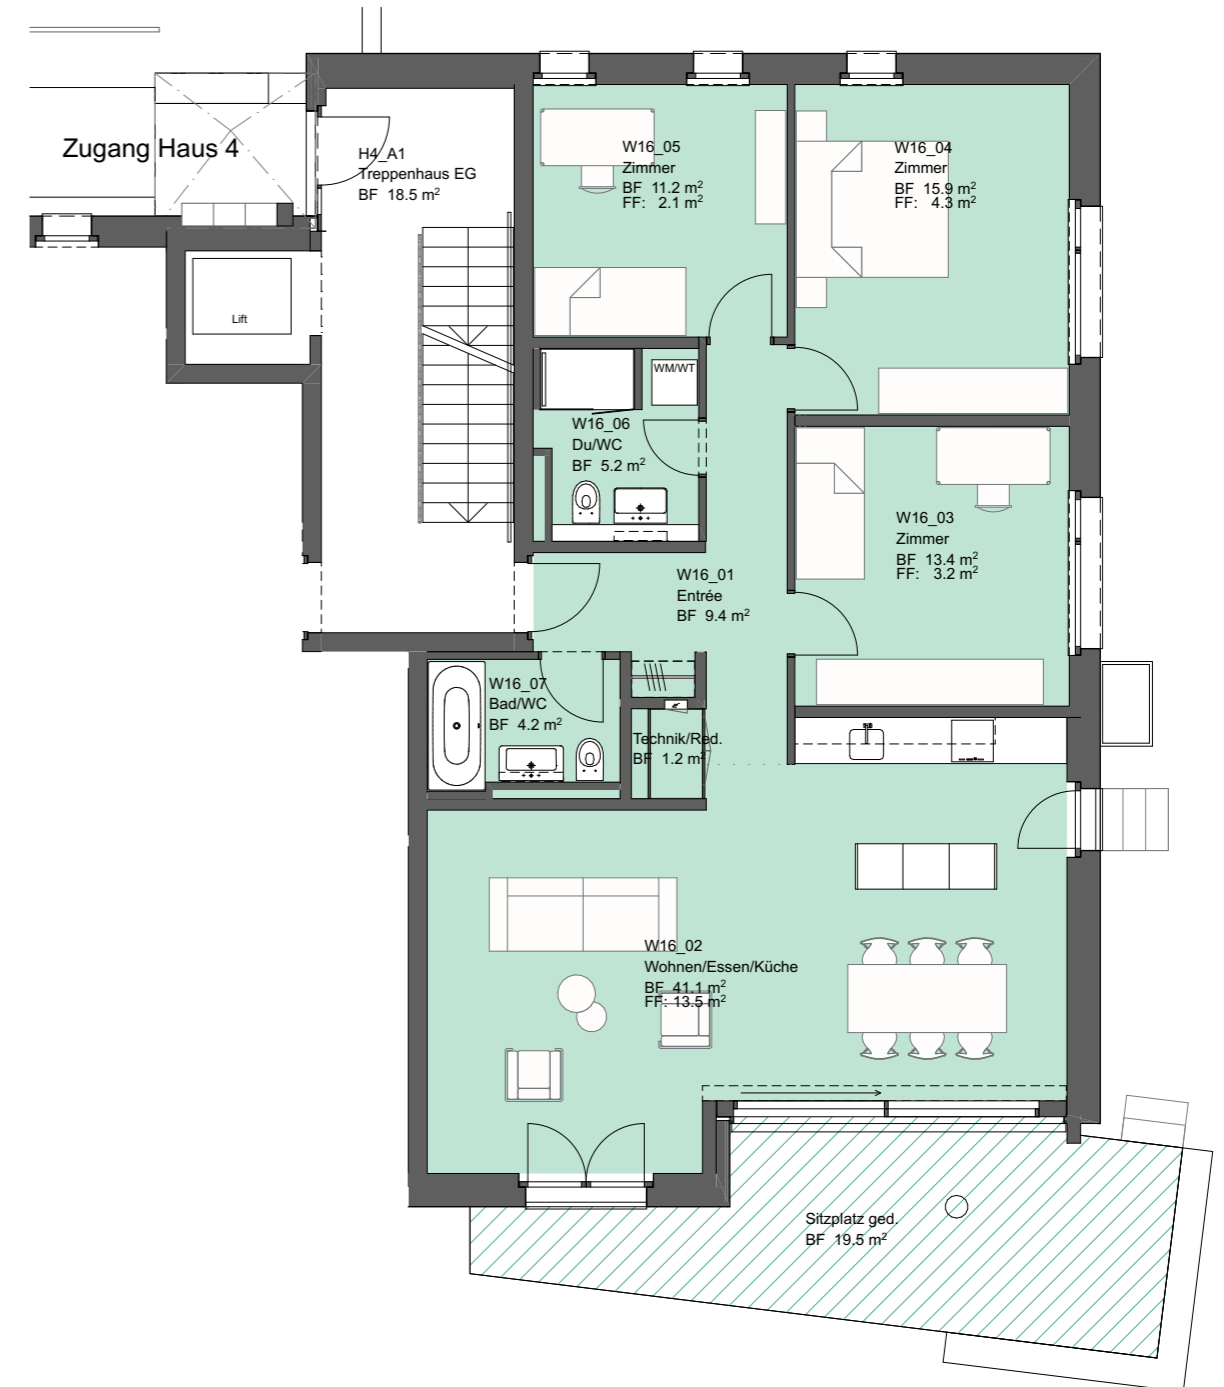 Zugang Haus 4
H4_A1
Treppenhaus EG
BF 18.5 m²
Lift
W16_05
Zimmer
BF 11.2 m²
FF: 2.1 m²
W16_04
Zimmer
BF 15.9 m²
FF: 4.3 m²
WM/WT
W16_06
Du/WC
BF 5.2 m²
W16_03
Zimmer
BF 13.4 m²
FF: 3.2 m²
W16_01
Entrée
BF 9.4 m²
W16_07
Bad/WC
BF 4.2 m²
Technik/Red.
BF 1.2 m²
W16_02
Wohnen/Essen/Küche
BF 41.1 m²
FF: 13.5 m²
Sitzplatz ged.
BF 19.5 m²